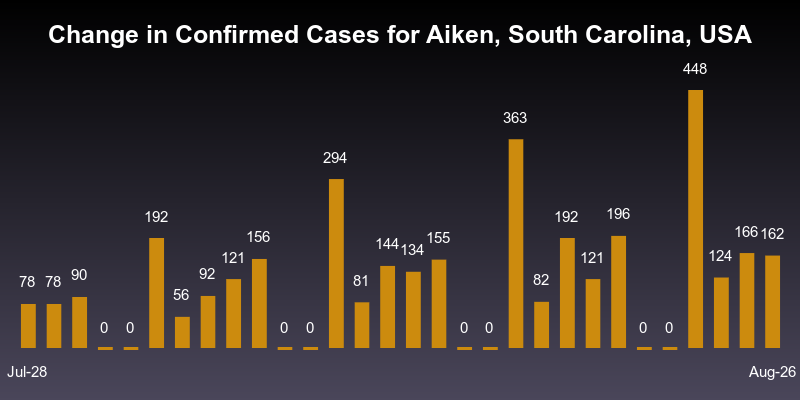 Change in Confirmed Cases for Aiken, South Carolina, USA
78 78 90 0 0 192 56 92 121 156 0 0 294 81 144 134 155 0 0 363 82 192 121 196 0 0 448 124 166 162
Jul-28 Aug-26